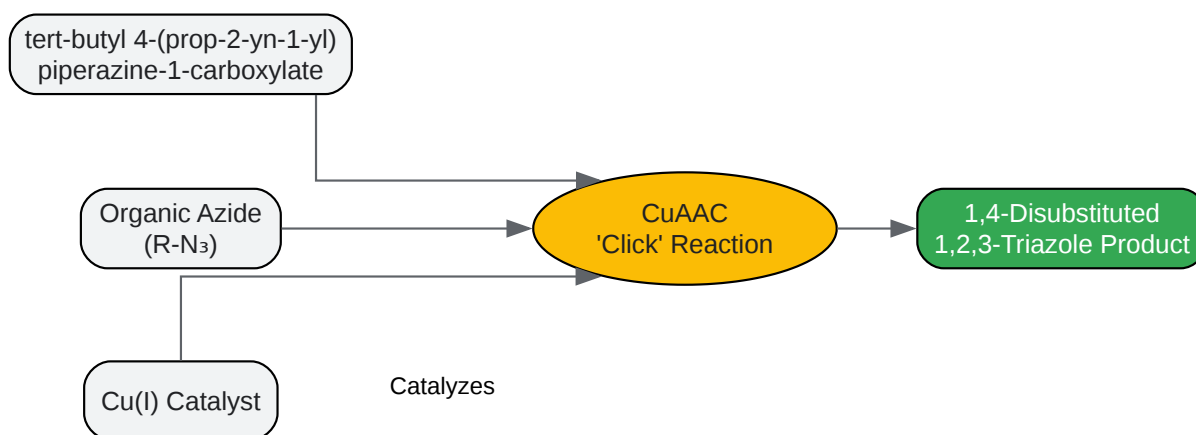 tert-butyl 4-(prop-2-yn-1-yl)
piperazine-1-carboxylate
Organic Azide
(R-N₃)
CuAAC
'Click' Reaction
1,4-Disubstituted
1,2,3-Triazole Product
Cu(I) Catalyst
Catalyzes